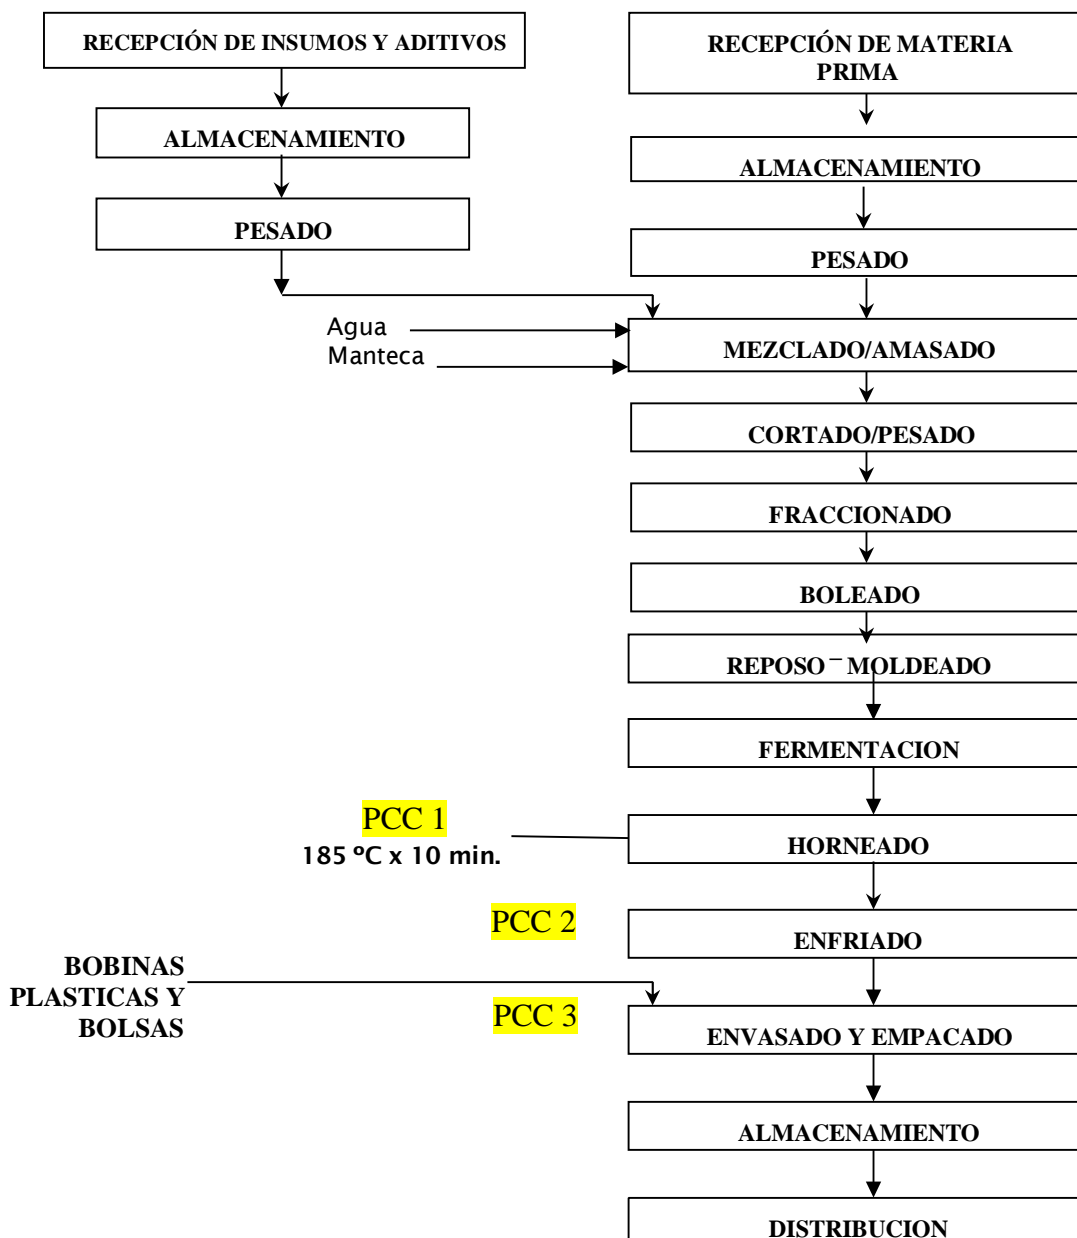 RECEPCIÓN DE INSUMOS Y ADITIVOS
RECEPCIÓN DE MATERIA
PRIMA
ALMACENAMIENTO
ALMACENAMIENTO
PESADO
PESADO
Agua
Manteca
MEZCLADO/AMASADO
CORTADO/PESADO
FRACCIONADO
BOLEADO
REPOSO – MOLDEADO
FERMENTACION
PCC 1
185 ºC x 10 min.
HORNEADO
PCC 2
ENFRIADO
BOBINAS
PLASTICAS Y
BOLSAS
PCC 3
ENVASADO Y EMPACADO
ALMACENAMIENTO
DISTRIBUCION